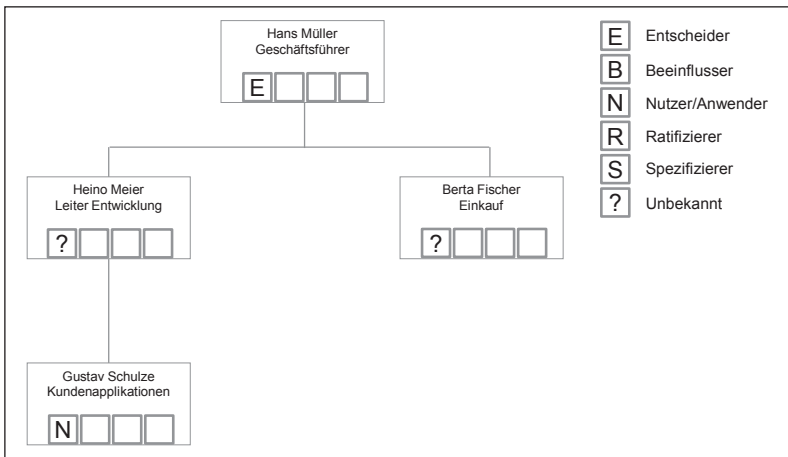 Hans Müller
Geschäftsführer
E
Heino Meier
Leiter Entwicklung
?
Berta Fischer
Einkauf
?
Gustav Schulze
Kundenapplikationen
N
E Entscheider
B Beeinflusser
N Nutzer/Anwender
R Ratifizierer
S Spezifizierer
? Unbekannt